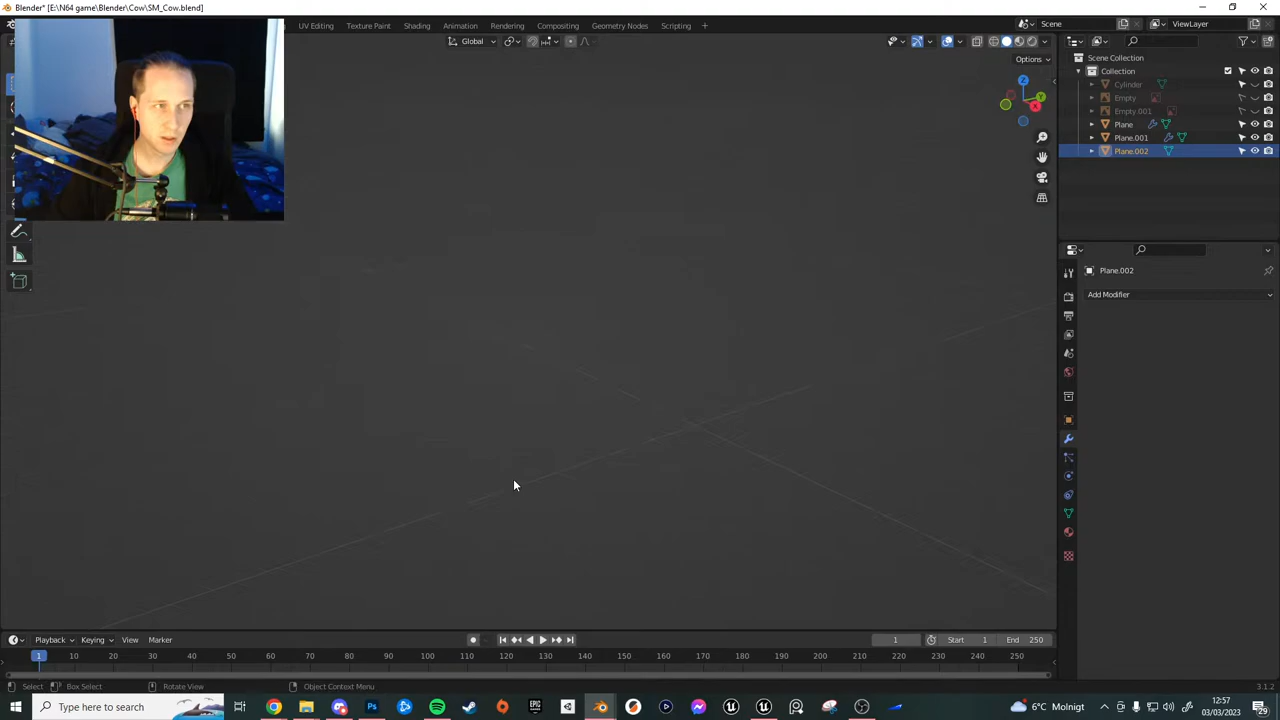 Blender* [E:\N64 game\Blender\Cow\SM_Cow.blend]
UV Editing Texture Paint Shading Animation Rendering Compositing Geometry Nodes Scripting +
Scene ViewLayer
Global
Options
Z
Y
X
Scene Collection
Collection
Cylinder
Empty
Empty.001
Plane
Plane.001
Plane.002
Plane.002
Add Modifier
Playback Keying View Marker
1 Start 1 End 250
1 10 20 30 40 50 60 70 80 90 100 110 120 130 140 150 160 170 180 190 200 210 220 230 240 250
Select Box Select Rotate View Object Context Menu 3.1.2
Type here to search
6°C Molnigt
12:57
03/03/2023